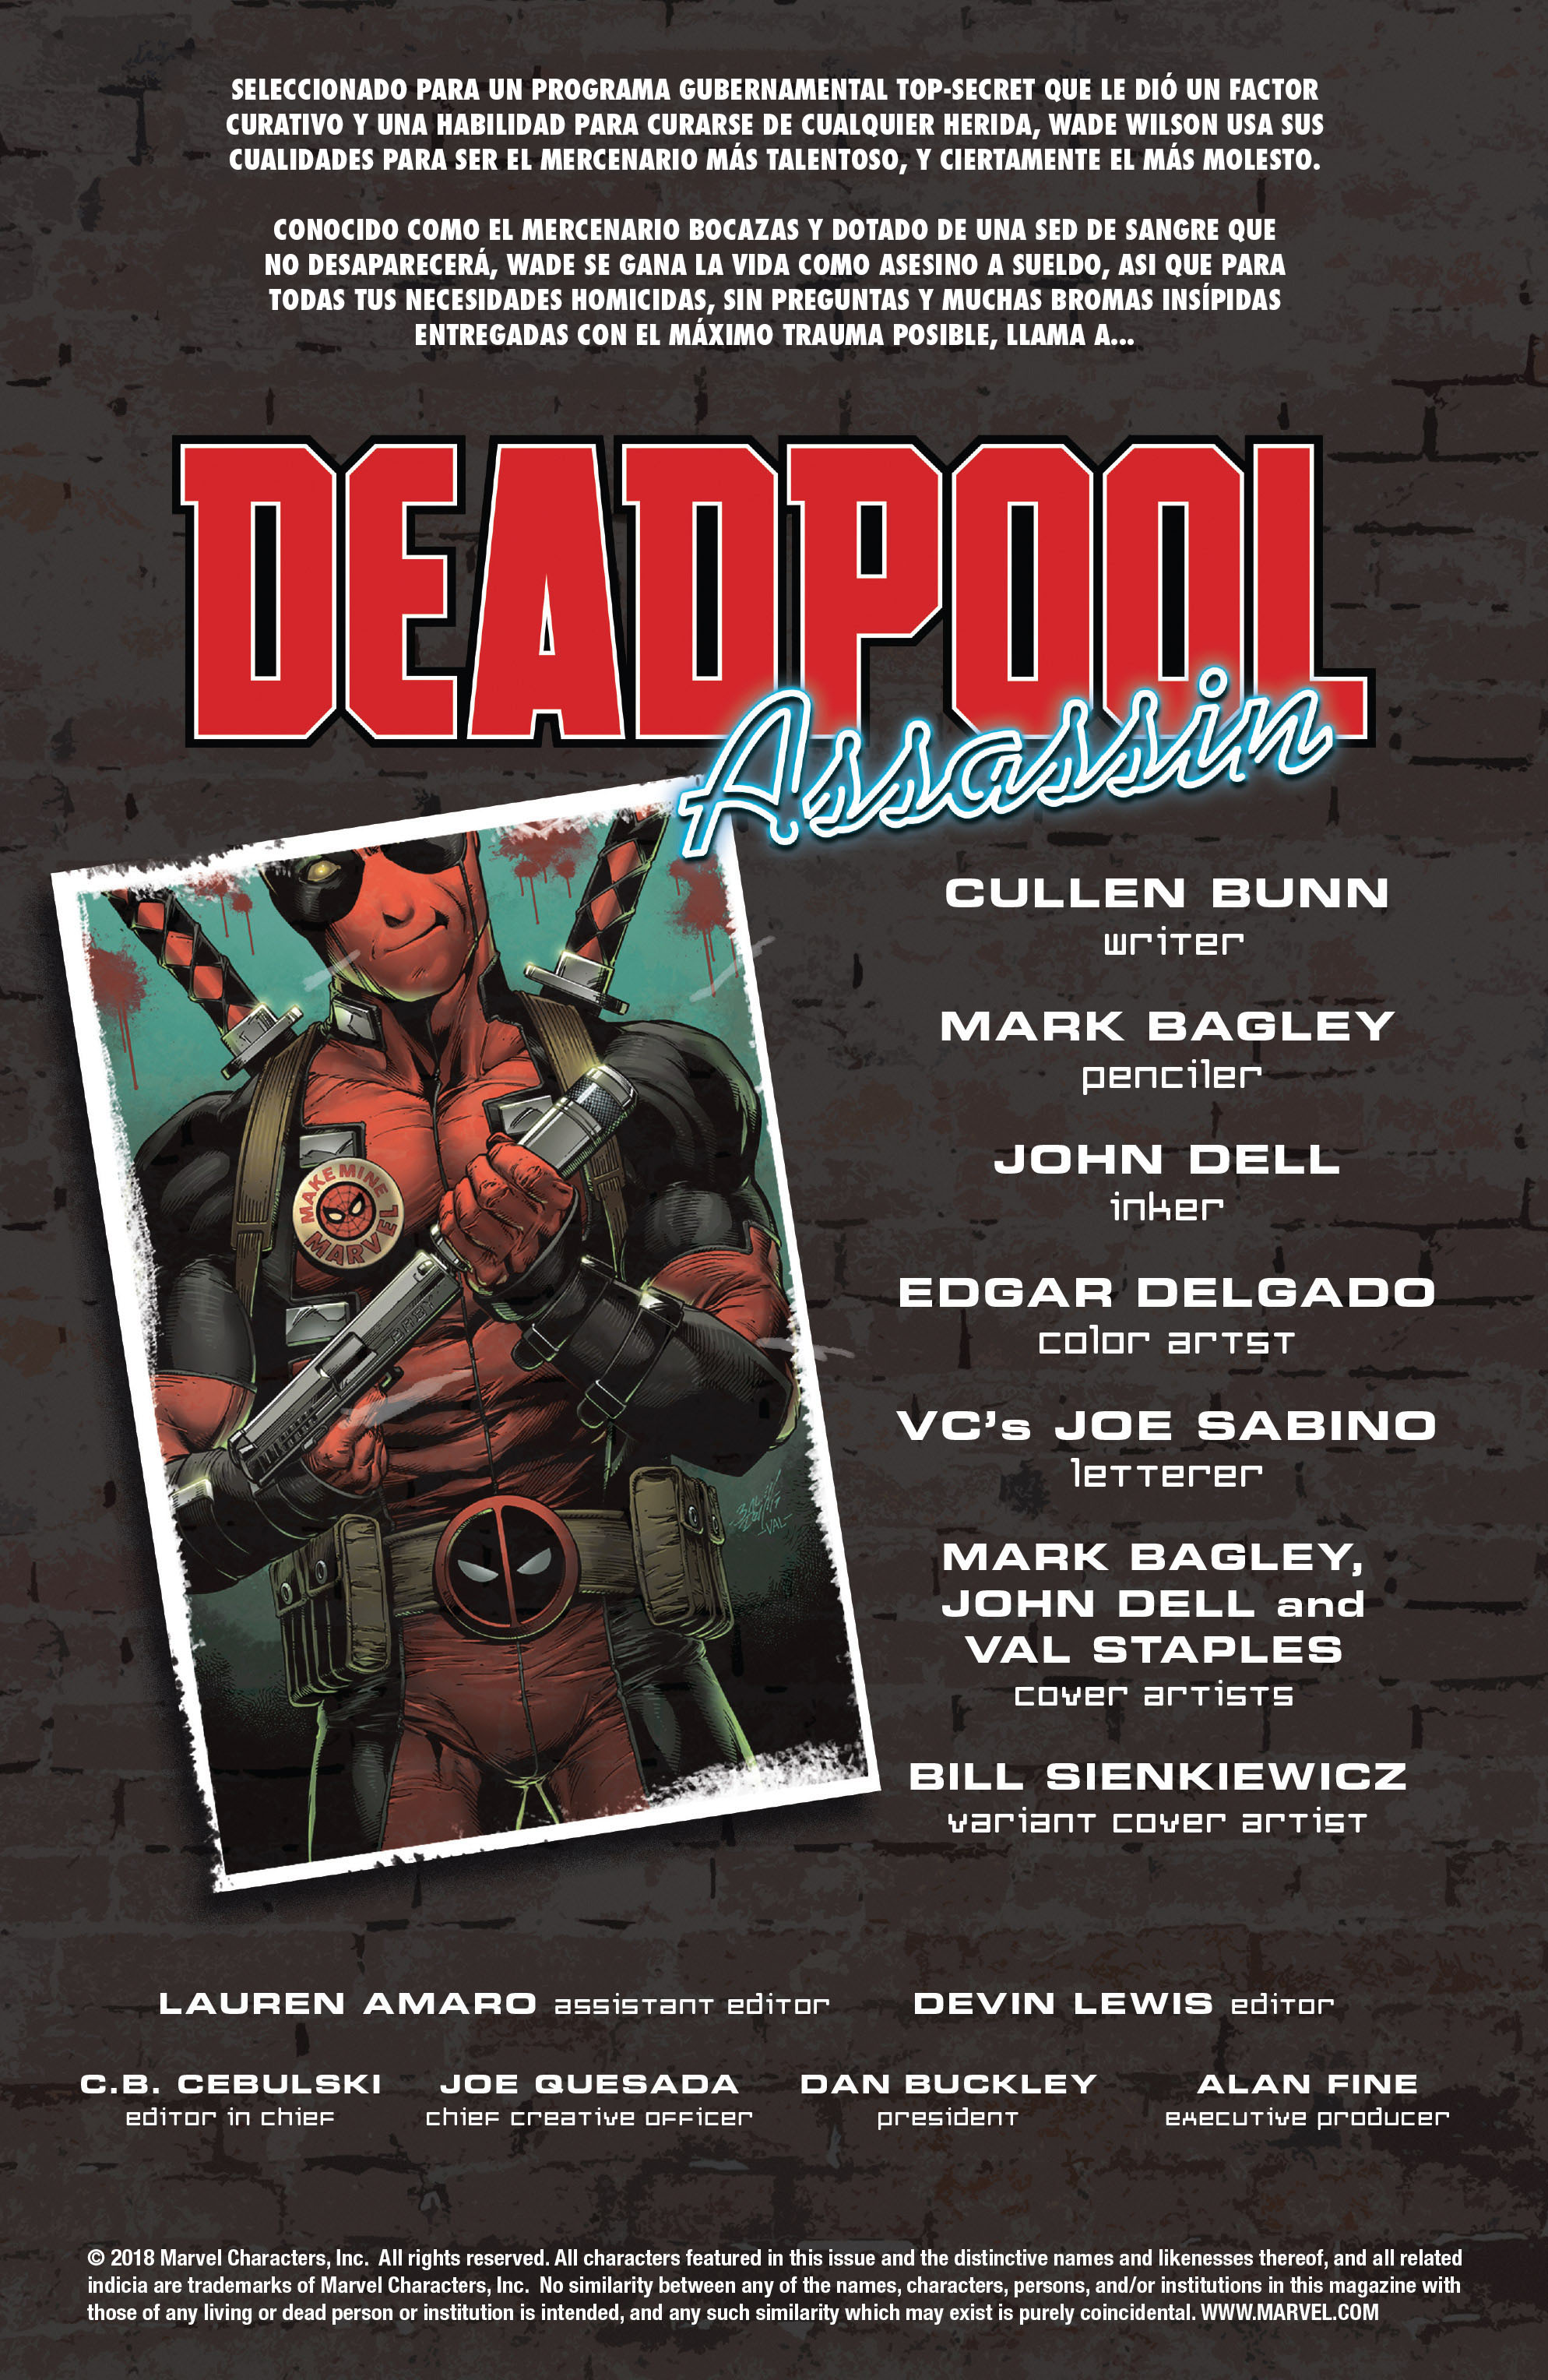 SELECCIONADO PARA UN PROGRAMA GUBERNAMENTAL TOP-SECRET QUE LE DIÓ UN FACTOR
CURATIVO Y UNA HABILIDAD PARA CURARSE DE CUALQUIER HERIDA, WADE WILSON USA SUS
CUALIDADES PARA SER EL MERCENARIO MÁS TALENTOSO, Y CIERTAMENTE EL MÁS MOLESTO.
CONOCIDO COMO EL MERCENARIO BOCAZAS Y DOTADO DE UNA SED DE SANGRE QUE
NO DESAPARECERÁ, WADE SE GANA LA VIDA COMO ASESINO A SUELDO, ASI QUE PARA
TODAS TUS NECESIDADES HOMICIDAS, SIN PREGUNTAS Y MUCHAS BROMAS INSÍPIDAS
ENTREGADAS CON EL MÁXIMO TRAUMA POSIBLE, LLAMA A...
DEADPOOL
Assassin
MAKE MINE
MARVEL
VAL
CULLEN BUNN
writer
MARK BAGLEY
penciler
JOHN DELL
inker
EDGAR DELGADO
color artst
VC's JOE SABINO
letterer
MARK BAGLEY,
JOHN DELL and
VAL STAPLES
cover artists
BILL SIENKIEWICZ
variant cover artist
LAUREN AMARO assistant editor
DEVIN LEWIS editor
C.B. CEBULSKI
editor in chief
JOE QUESADA
chief creative officer
DAN BUCKLEY
president
ALAN FINE
executive producer
© 2018 Marvel Characters, Inc. All rights reserved. All characters featured in this issue and the distinctive names and likenesses thereof, and all related
indicia are trademarks of Marvel Characters, Inc. No similarity between any of the names, characters, persons, and/or institutions in this magazine with
those of any living or dead person or institution is intended, and any such similarity which may exist is purely coincidental. WWW.MARVEL.COM